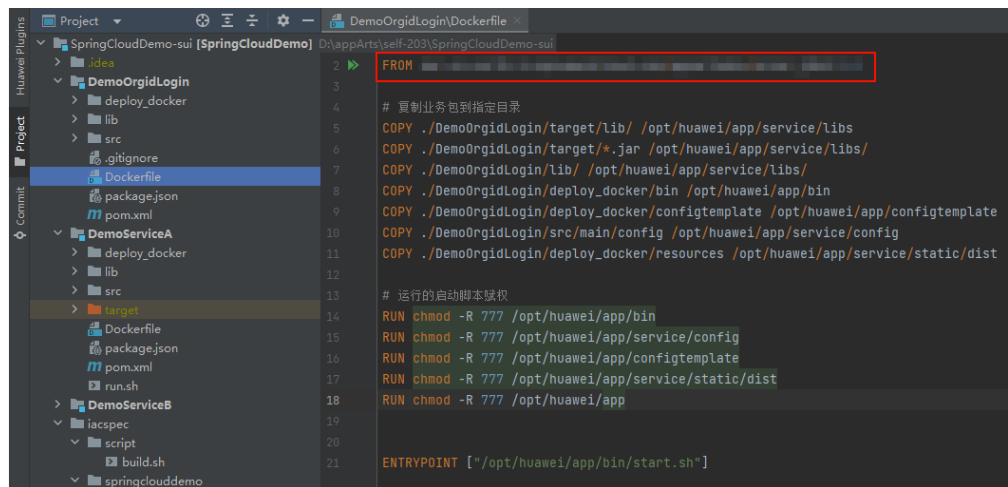 Project
DemoOrgidLogin\Dockerfile
Huawei Plugins
Project
Commit
SpringCloudDemo-sui [SpringCloudDemo] D:\appArts\self-203\SpringCloudDemo-sui
.idea
DemoOrgidLogin
deploy_docker
lib
src
.gitignore
Dockerfile
package.json
pom.xml
DemoServiceA
deploy_docker
lib
src
target
Dockerfile
package.json
pom.xml
run.sh
DemoServiceB
iacspec
script
build.sh
springclouddemo
2 FROM
3
4 # 复制业务包到指定目录
5 COPY ./DemoOrgidLogin/target/lib/ /opt/huawei/app/service/libs
6 COPY ./DemoOrgidLogin/target/*.jar /opt/huawei/app/service/libs/
7 COPY ./DemoOrgidLogin/lib/ /opt/huawei/app/service/libs/
8 COPY ./DemoOrgidLogin/deploy_docker/bin /opt/huawei/app/bin
9 COPY ./DemoOrgidLogin/deploy_docker/configtemplate /opt/huawei/app/configtemplate
10 COPY ./DemoOrgidLogin/src/main/config /opt/huawei/app/service/config
11 COPY ./DemoOrgidLogin/deploy_docker/resources /opt/huawei/app/service/static/dist
12
13 # 运行的启动脚本赋权
14 RUN chmod -R 777 /opt/huawei/app/bin
15 RUN chmod -R 777 /opt/huawei/app/service/config
16 RUN chmod -R 777 /opt/huawei/app/configtemplate
17 RUN chmod -R 777 /opt/huawei/app/service/static/dist
18 RUN chmod -R 777 /opt/huawei/app
19
20
21 ENTRYPOINT ["/opt/huawei/app/bin/start.sh"]